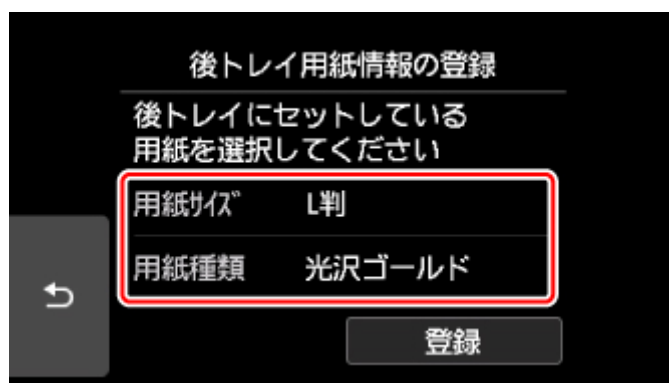 後トレイ用紙情報の登録
後トレイにセットしている
用紙を選択してください
用紙ｻｲｽﾞ L判
用紙種類 光沢ゴールド
登録